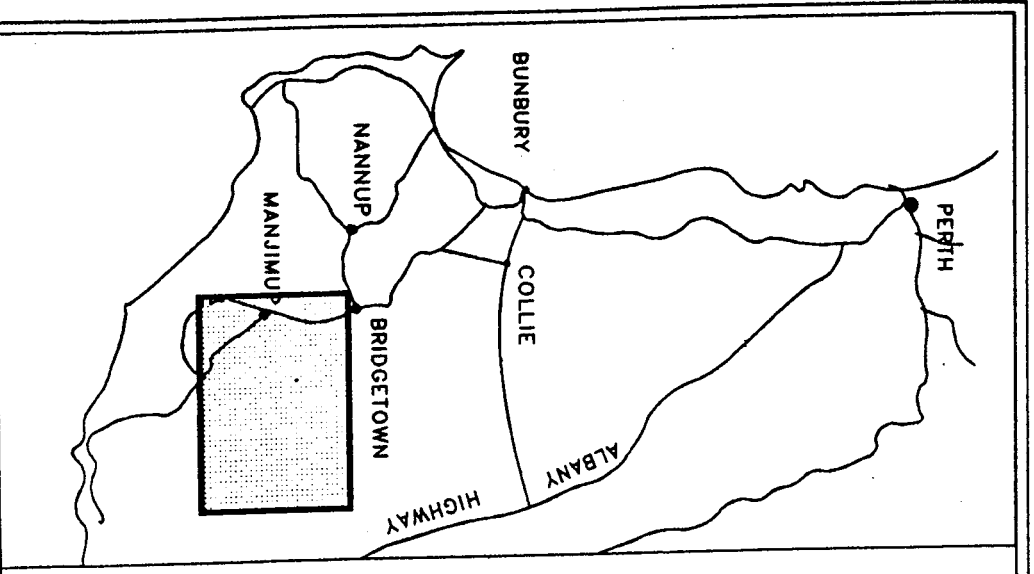 PERTH
BUNBURY
COLLIE
NANNUP
BRIDGETOWN
MANJIMUP
ALBANY
HIGHWAY